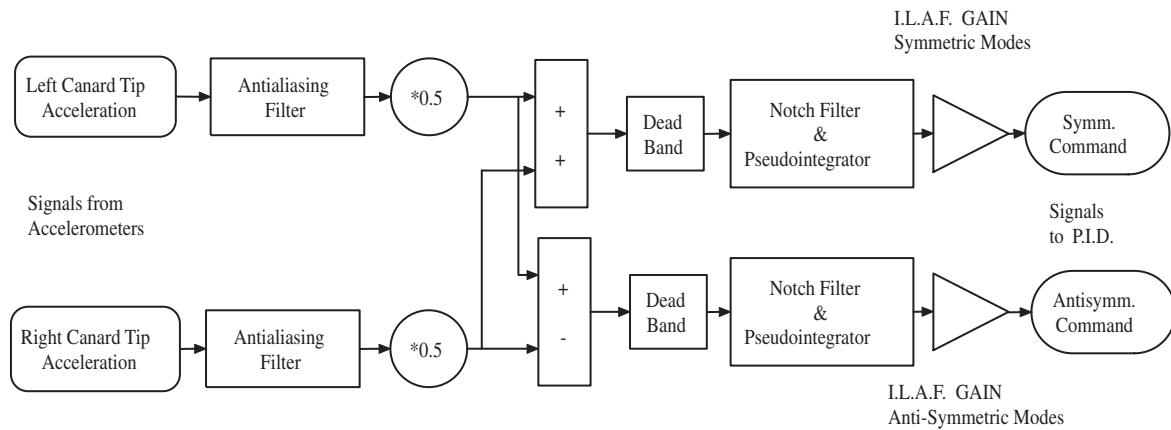 I.L.A.F. GAIN
Symmetric Modes
Left Canard Tip
Acceleration
Antialiasing
Filter
*0.5
+
+
Dead
Band
Notch Filter
&
Pseudointegrator
Symm.
Command
Signals from
Accelerometers
Signals
to P.I.D.
Right Canard Tip
Acceleration
Antialiasing
Filter
*0.5
+
-
Dead
Band
Notch Filter
&
Pseudointegrator
Antisymm.
Command
I.L.A.F. GAIN
Anti-Symmetric Modes